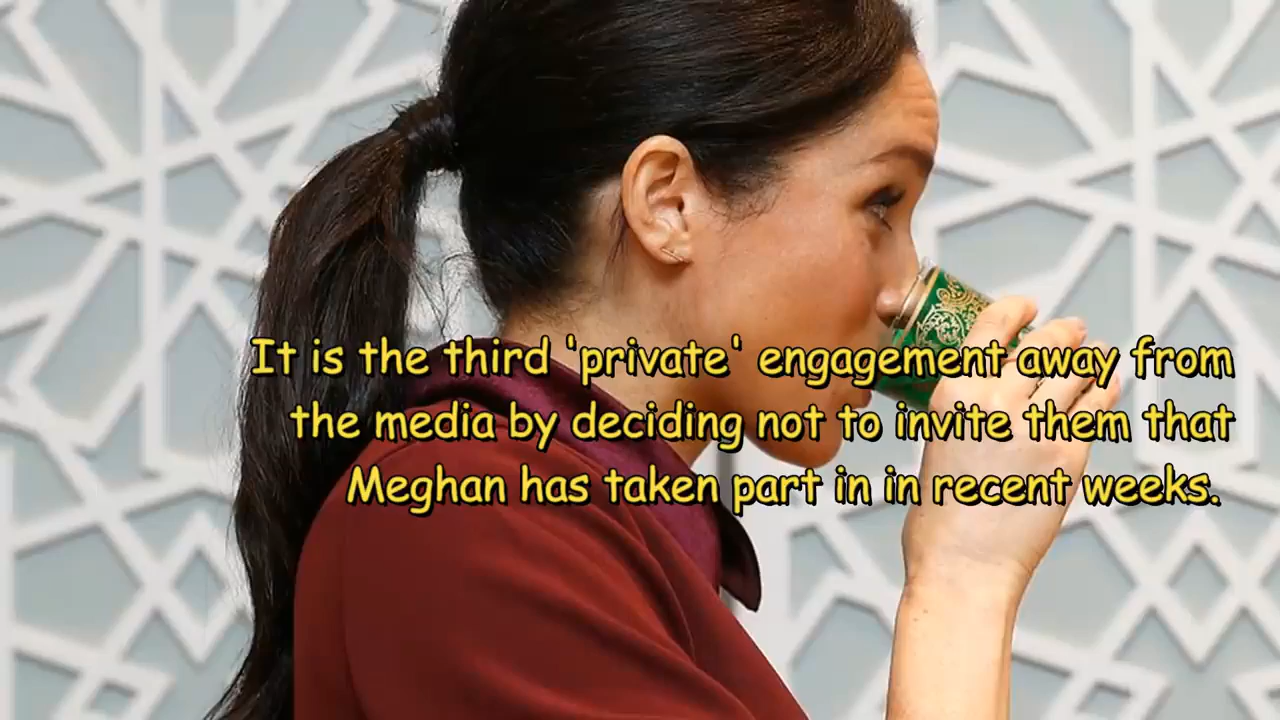 It is the third 'private' engagement away from
the media by deciding not to invite them that
Meghan has taken part in in recent weeks.